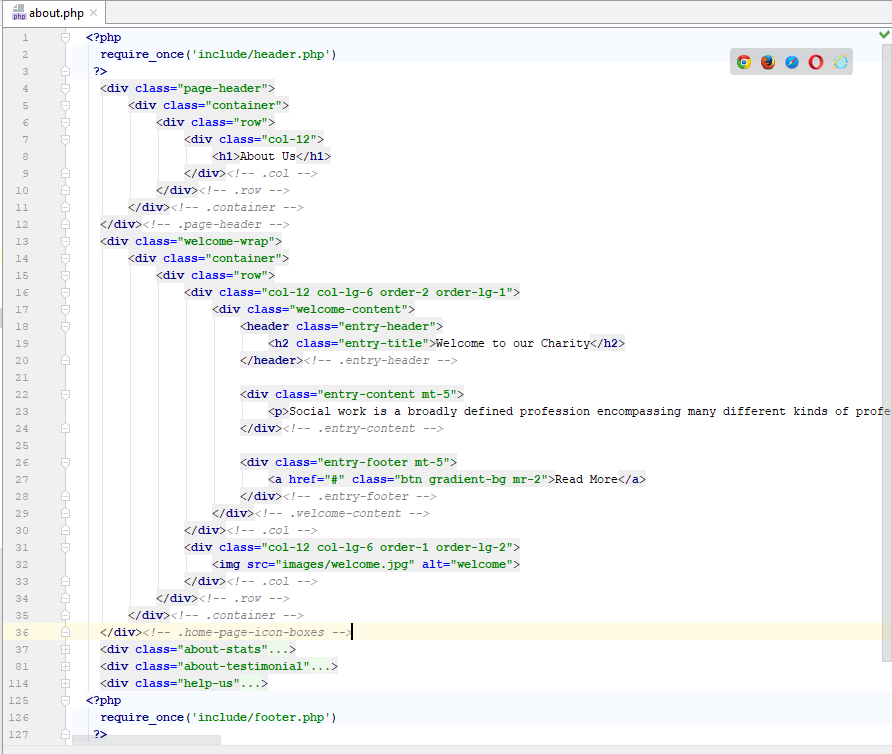 about.php
1 <?php
2 require_once('include/header.php')
3 ?>
4 <div class="page-header">
5 <div class="container">
6 <div class="row">
7 <div class="col-12">
8 <h1>About Us</h1>
9 </div><!-- .col -->
10 </div><!-- .row -->
11 </div><!-- .container -->
12 </div><!-- .page-header -->
13 <div class="welcome-wrap">
14 <div class="container">
15 <div class="row">
16 <div class="col-12 col-lg-6 order-2 order-lg-1">
17 <div class="welcome-content">
18 <header class="entry-header">
19 <h2 class="entry-title">Welcome to our Charity</h2>
20 </header><!-- .entry-header -->
21
22 <div class="entry-content mt-5">
23 <p>Social work is a broadly defined profession encompassing many different kinds of profe
24 </div><!-- .entry-content -->
25
26 <div class="entry-footer mt-5">
27 <a href="#" class="btn gradient-bg mr-2">Read More</a>
28 </div><!-- .entry-footer -->
29 </div><!-- .welcome-content -->
30 </div><!-- .col -->
31 <div class="col-12 col-lg-6 order-1 order-lg-2">
32 <img src="images/welcome.jpg" alt="welcome">
33 </div><!-- .col -->
34 </div><!-- .row -->
35 </div><!-- .container -->
36 </div><!-- .home-page-icon-boxes -->
37 <div class="about-stats"...>
81 <div class="about-testimonial"...>
114 <div class="help-us"...>
125 <?php
126 require_once('include/footer.php')
127 ?>